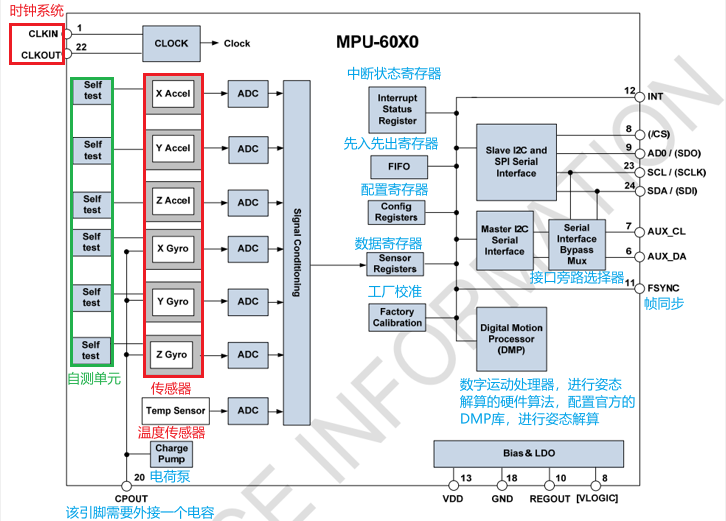 时钟系统
CLKIN 1
CLKOUT 22
CLOCK
Clock
MPU-60X0
Self test
X Accel
ADC
Self test
Y Accel
ADC
Self test
Z Accel
ADC
Self test
X Gyro
ADC
Self test
Y Gyro
ADC
Self test
Z Gyro
ADC
自测单元
传感器
Temp Sensor
ADC
温度传感器
Charge
Pump
电荷泵
20
CPOUT
该引脚需要外接一个电容
Signal Conditioning
中断状态寄存器
Interrupt
Status
Register
先入先出寄存器
FIFO
配置寄存器
Config
Registers
数据寄存器
Sensor
Registers
工厂校准
Factory
Calibration
Slave I2C and
SPI Serial
Interface
Master I2C
Serial
Interface
Serial
Interface
Bypass
Mux
接口旁路选择器
Digital Motion
Processor
(DMP)
数字运动处理器，进行姿态
解算的硬件算法，配置官方的
DMP库，进行姿态解算
12 INT
8 (/CS)
9 AD0 / (SDO)
23 SCL / (SCLK)
24 SDA / (SDI)
7 AUX_CL
6 AUX_DA
11 FSYNC
帧同步
Bias & LDO
13 18 10 8
VDD GND REGOUT [VLOGIC]
INFORMATION